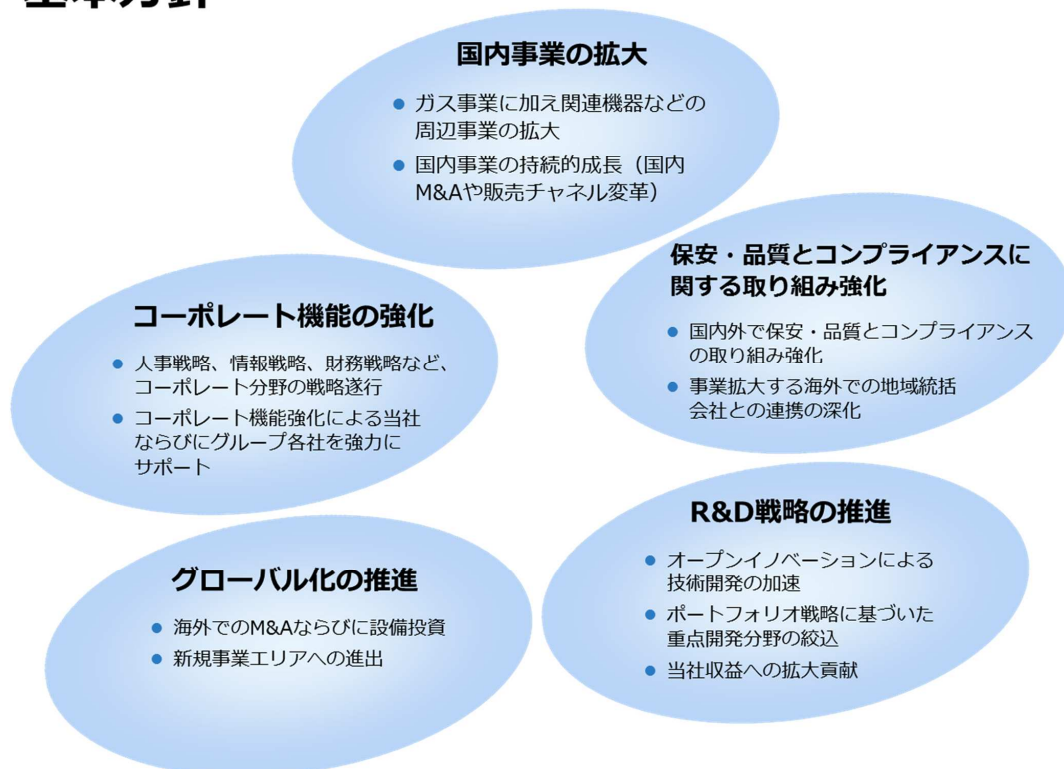 基本方針
国内事業の拡大
● ガス事業に加え関連機器などの
周辺事業の拡大
● 国内事業の持続的成長（国内
M&Aや販売チャネル変革）
保安・品質とコンプライアンスに
関する取り組み強化
● 国内外で保安・品質とコンプライアンス
の取り組み強化
● 事業拡大する海外での地域統括
会社との連携の深化
コーポレート機能の強化
● 人事戦略、情報戦略、財務戦略など、
コーポレート分野の戦略遂行
● コーポレート機能強化による当社
ならびにグループ各社を強力に
サポート
R&D戦略の推進
● オープンイノベーションによる
技術開発の加速
● ポートフォリオ戦略に基づいた
重点開発分野の絞込
● 当社収益への拡大貢献
グローバル化の推進
● 海外でのM&Aならびに設備投資
● 新規事業エリアへの進出